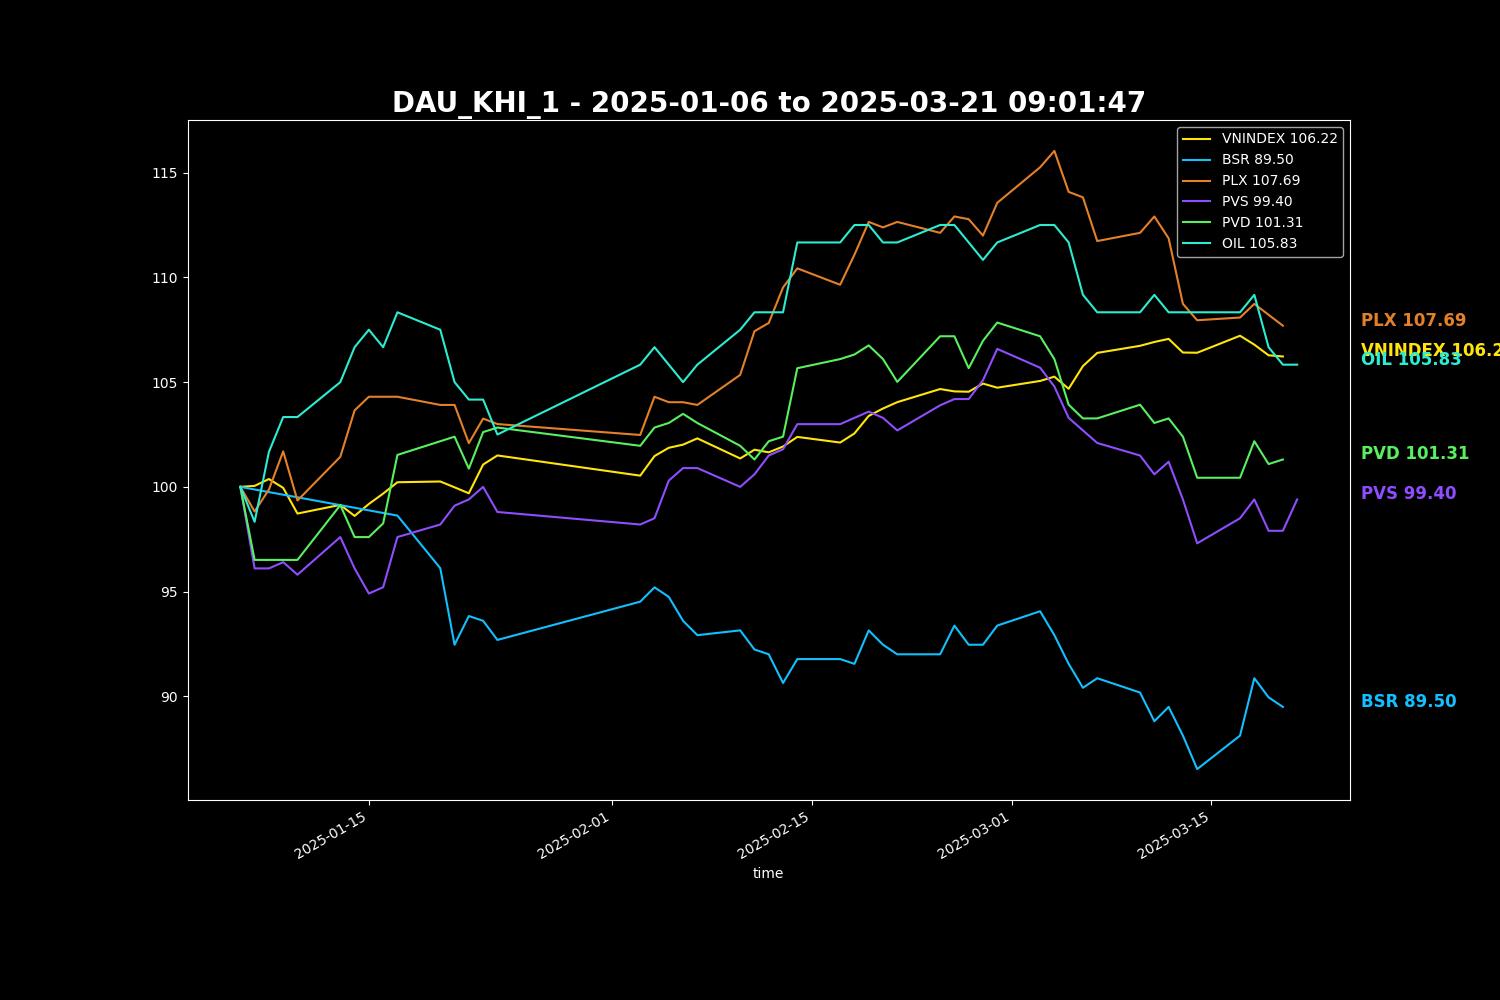 DAU_KHI_1 - 2025-01-06 to 2025-03-21 09:01:47
VNINDEX 106.22
BSR 89.50
PLX 107.69
PVS 99.40
PVD 101.31
OIL 105.83
115
110
105
100
95
90
PLX 107.69
VNINDEX 106.2
OIL 105.83
PVD 101.31
PVS 99.40
BSR 89.50
2025-01-15
2025-02-01
2025-02-15
2025-03-01
2025-03-15
time